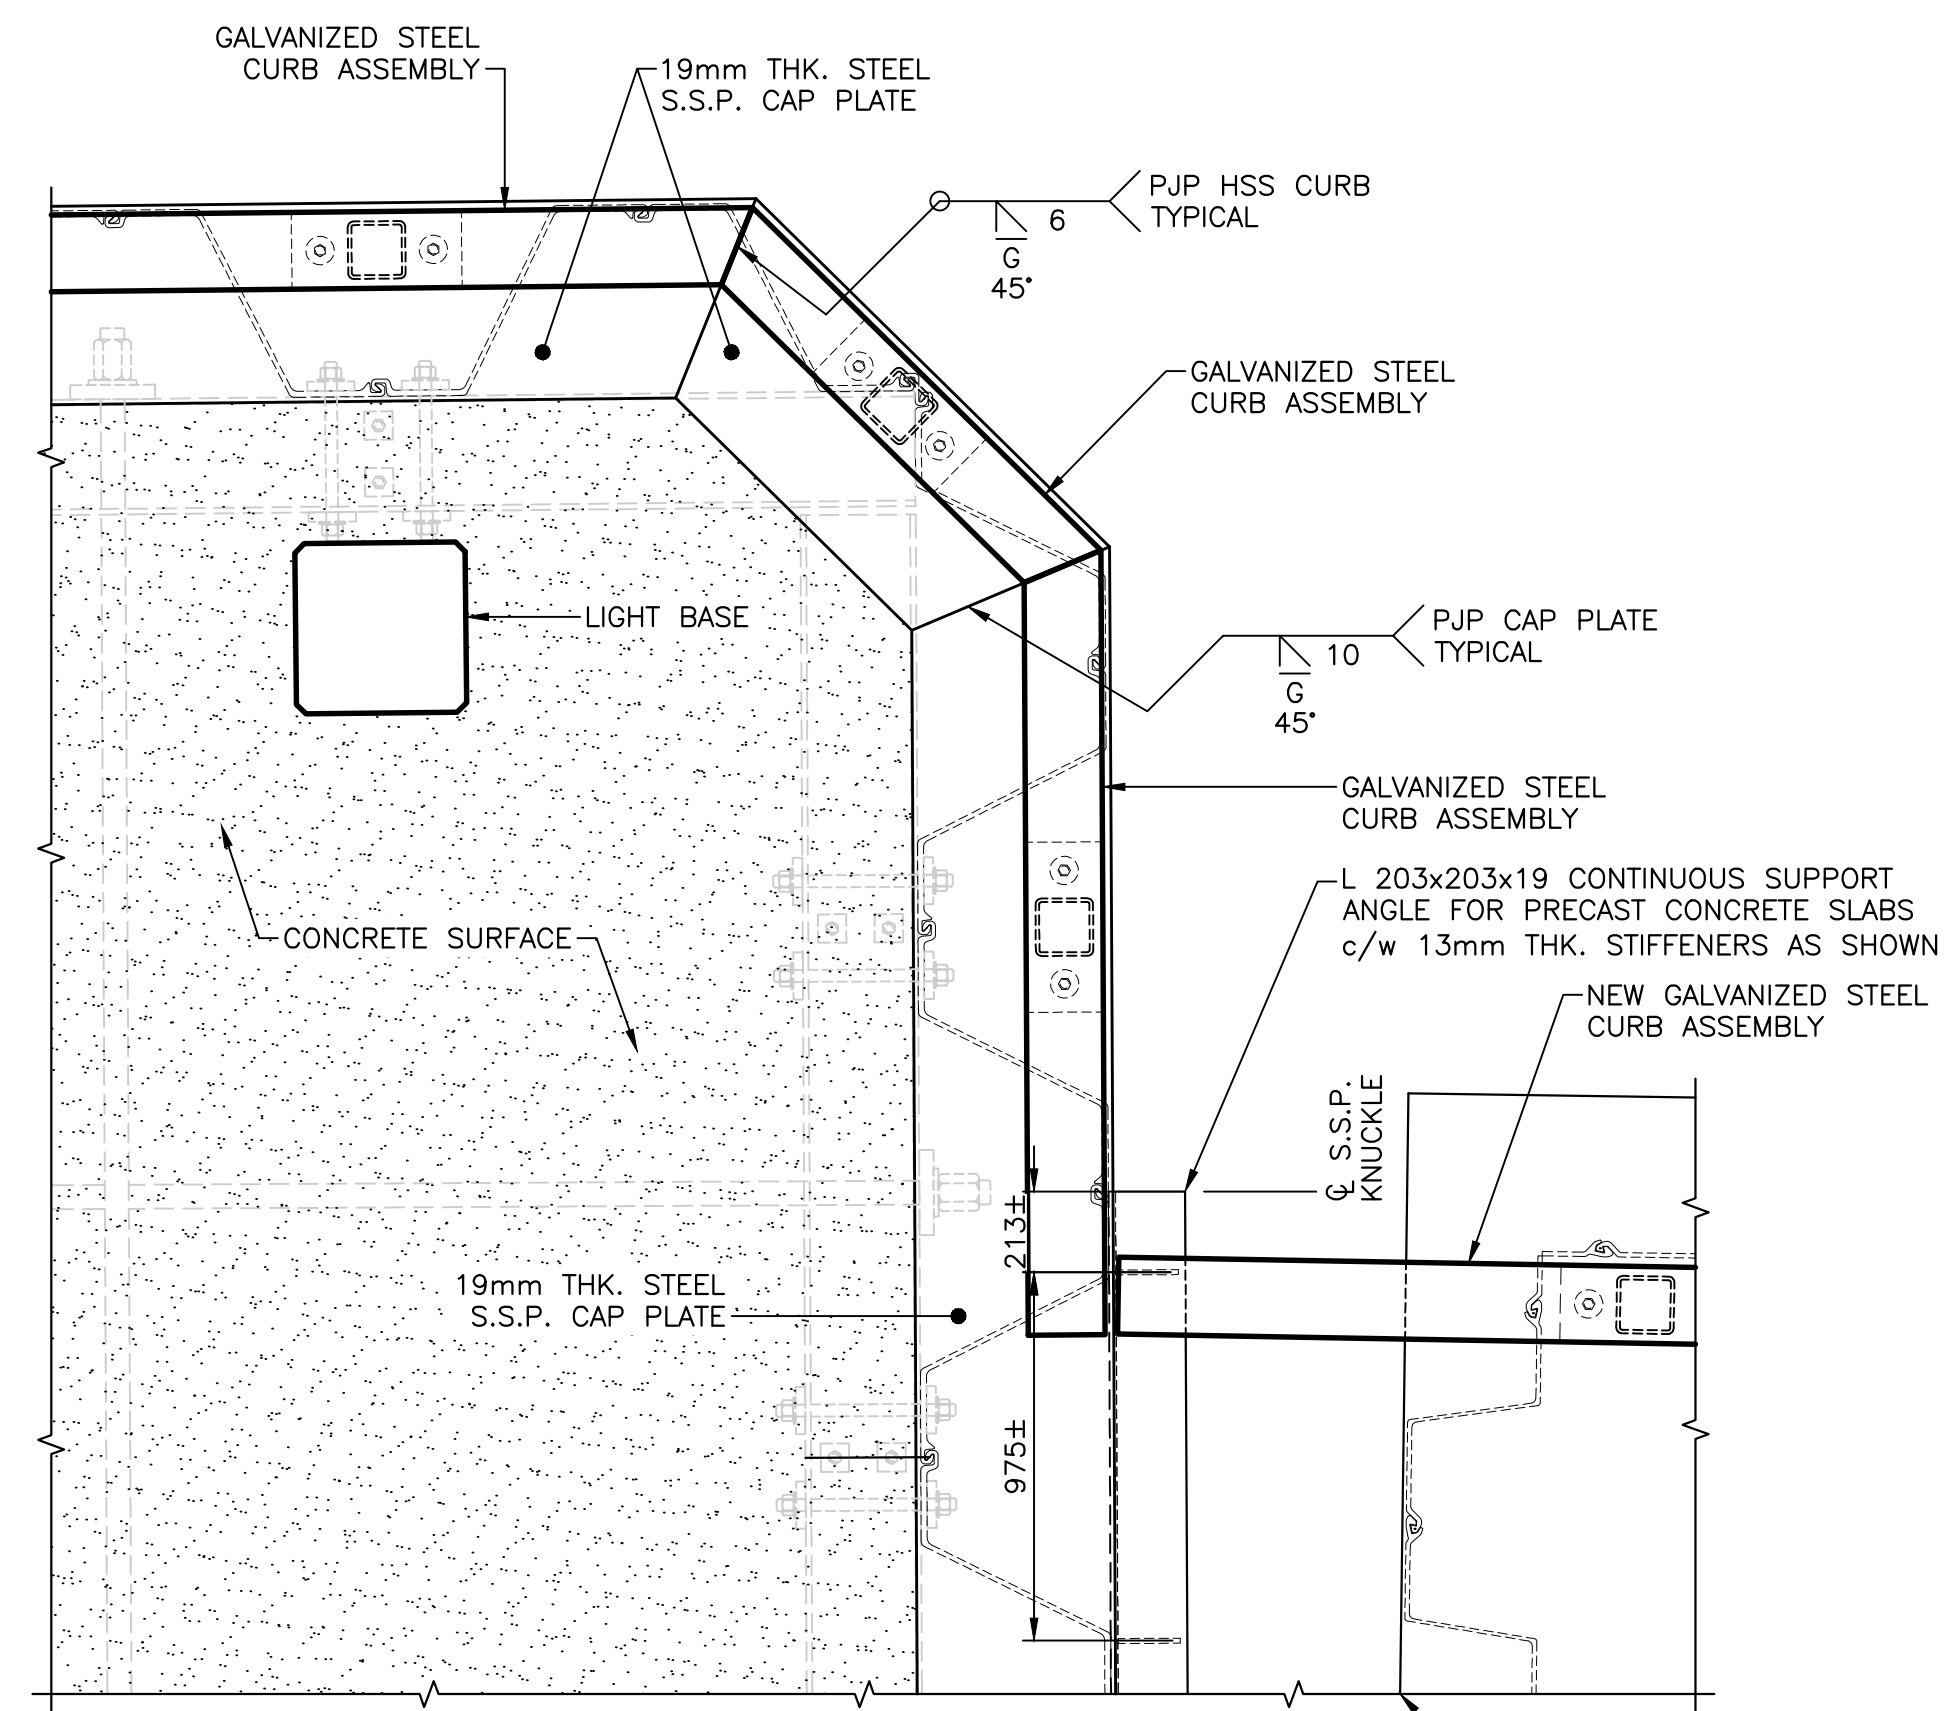 GALVANIZED STEEL
CURB ASSEMBLY
19mm THK. STEEL
S.S.P. CAP PLATE
PJP HSS CURB
TYPICAL
6
G
45°
GALVANIZED STEEL
CURB ASSEMBLY
LIGHT BASE
PJP CAP PLATE
TYPICAL
10
G
45°
GALVANIZED STEEL
CURB ASSEMBLY
L 203x203x19 CONTINUOUS SUPPORT
ANGLE FOR PRECAST CONCRETE SLABS
c/w 13mm THK. STIFFENERS AS SHOWN
CONCRETE SURFACE
NEW GALVANIZED STEEL
CURB ASSEMBLY
℄ S.S.P.
KNUCKLE
213±
19mm THK. STEEL
S.S.P. CAP PLATE
975±